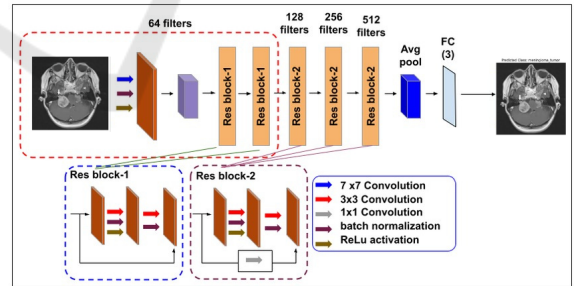 64 filters
128 filters
256 filters
512 filters
Avg pool
FC (3)
Res block-1
Res block-1
Res block-2
Res block-2
Res block-2
Res block-1
Res block-2
7 x7 Convolution
3x3 Convolution
1x1 Convolution
batch normalization
ReLu activation